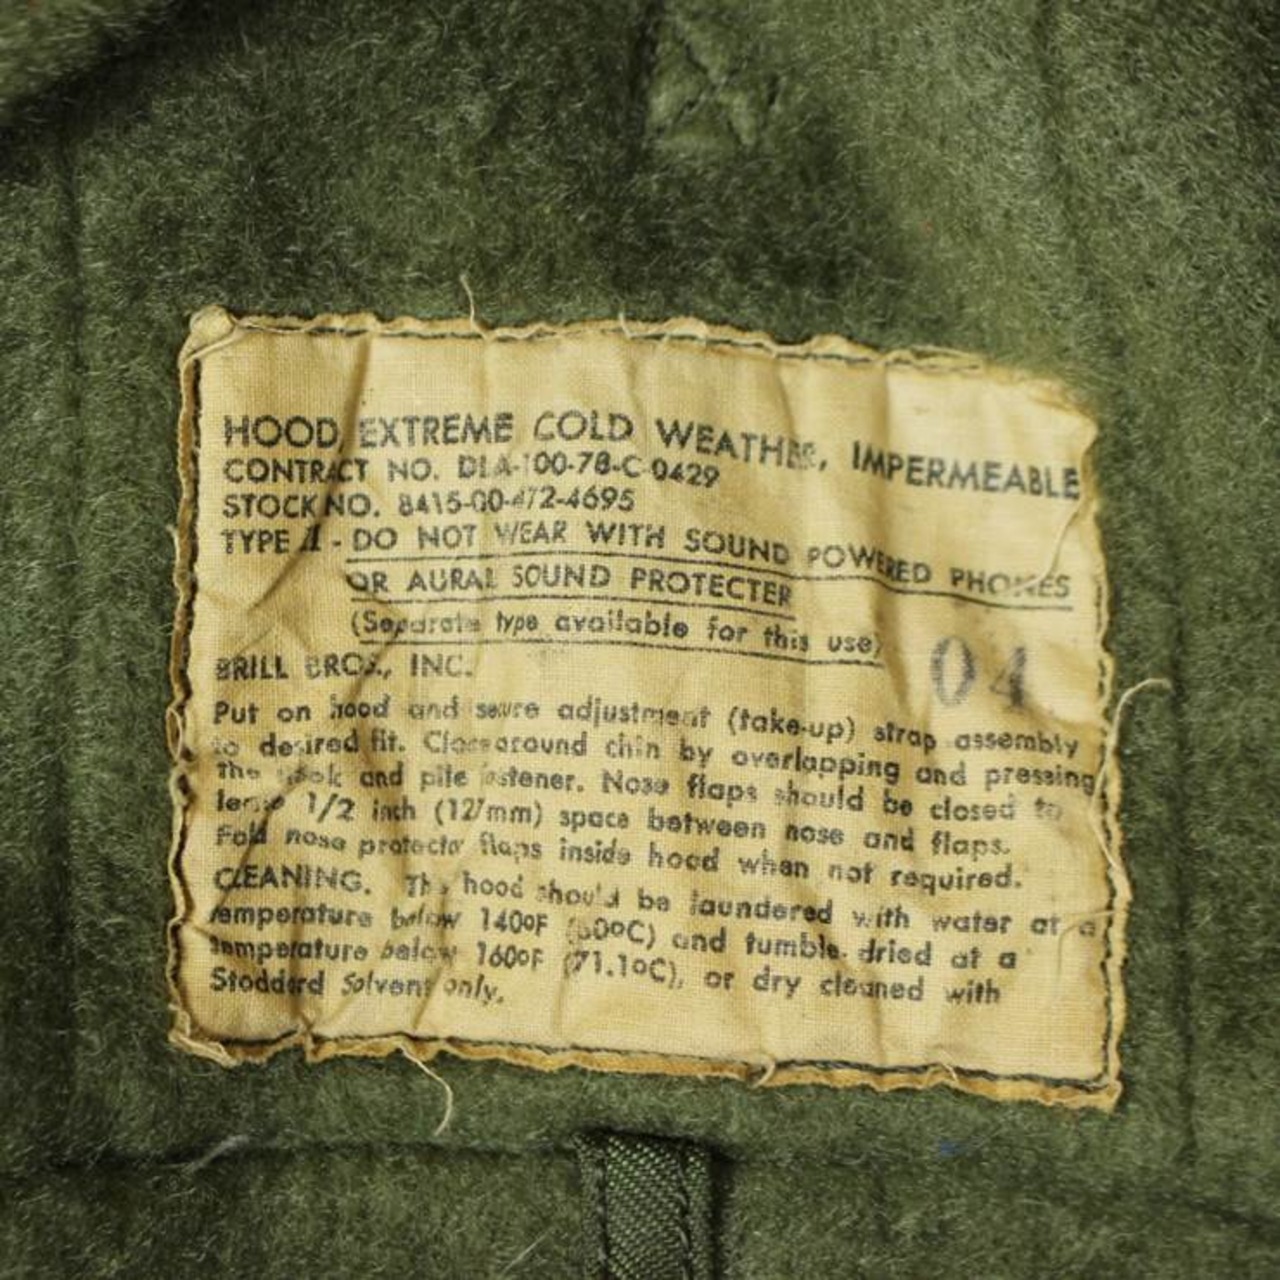 HOOD, EXTREME COLD WEATHER, IMPERMEABLE
CONTRACT NO. DLA-100-78-C-0429
STOCK NO. 8415-00-472-4695
TYPE II - DO NOT WEAR WITH SOUND POWERED PHONES
OR AURAL SOUND PROTECTER
(Separate type available for this use)
BRILL BROS., INC.
04
Put on hood and secure adjustment (take-up) strap assembly
to desired fit. Close around chin by overlapping and pressing
the hook and pile fastener. Nose flaps should be closed to
leave 1/2 inch (12mm) space between nose and flaps.
Fold nose protector flaps inside hood when not required.
CLEANING. The hood should be laundered with water at a
temperature below 140ºF (60ºC) and tumble dried at a
temperature below 160ºF (71.1ºC), or dry cleaned with
Stoddard Solvent only.